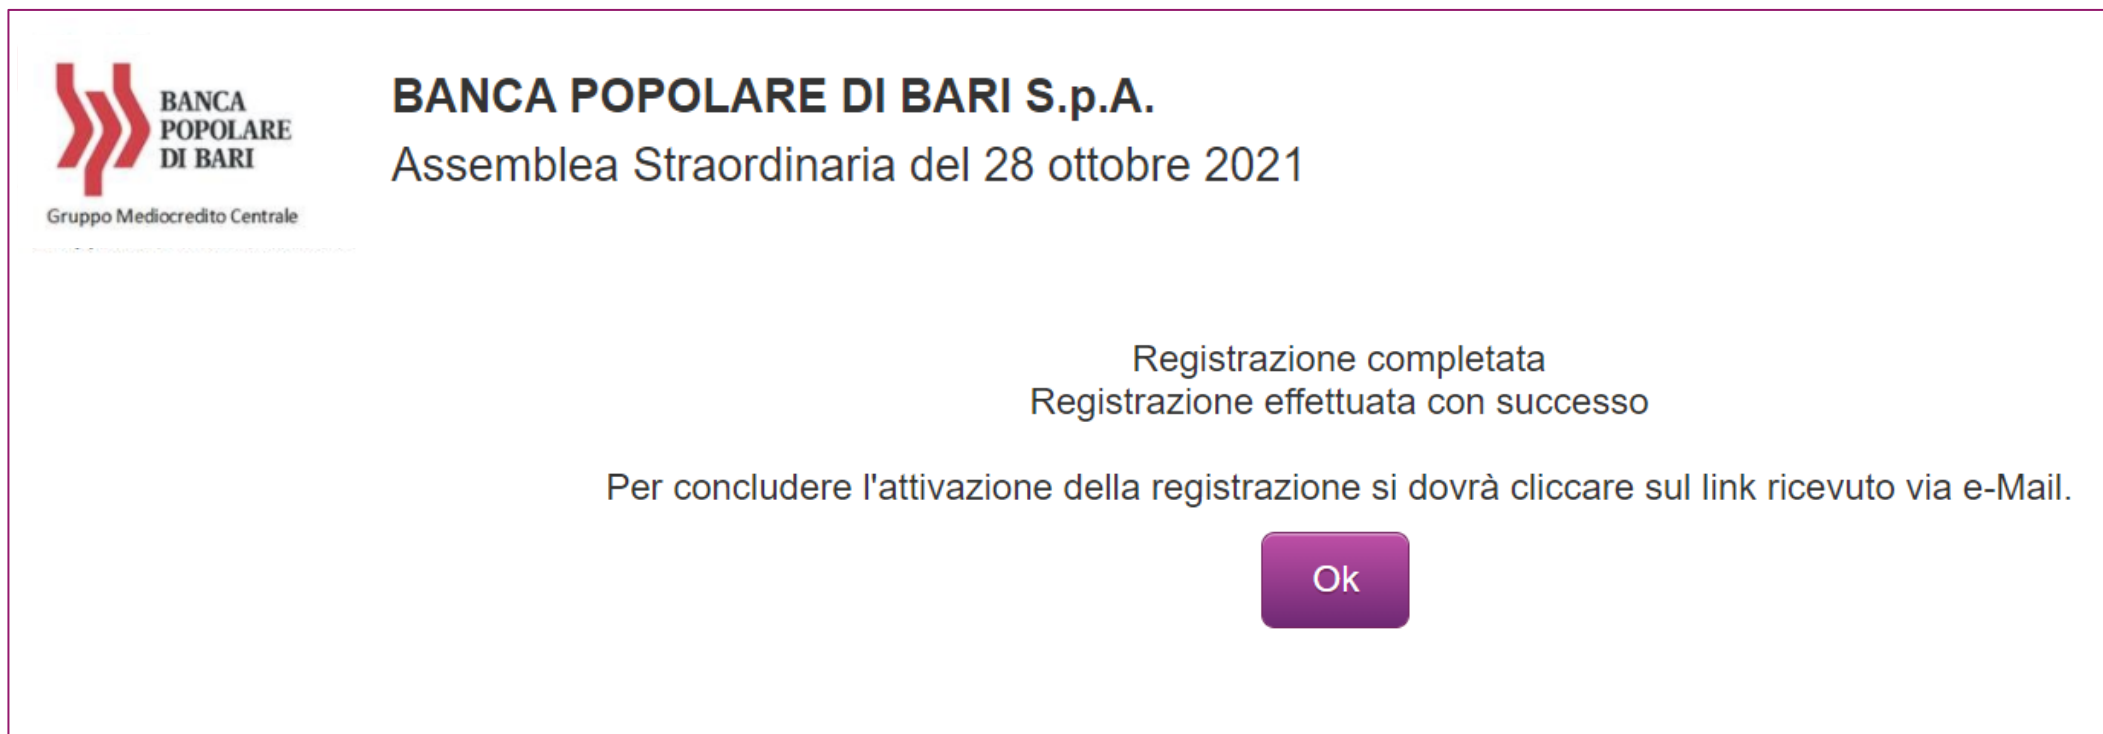 BANCA
POPOLARE
DI BARI
Gruppo Mediocredito Centrale
BANCA POPOLARE DI BARI S.p.A.
Assemblea Straordinaria del 28 ottobre 2021
Registrazione completata
Registrazione effettuata con successo
Per concludere l'attivazione della registrazione si dovrà cliccare sul link ricevuto via e-Mail.
Ok